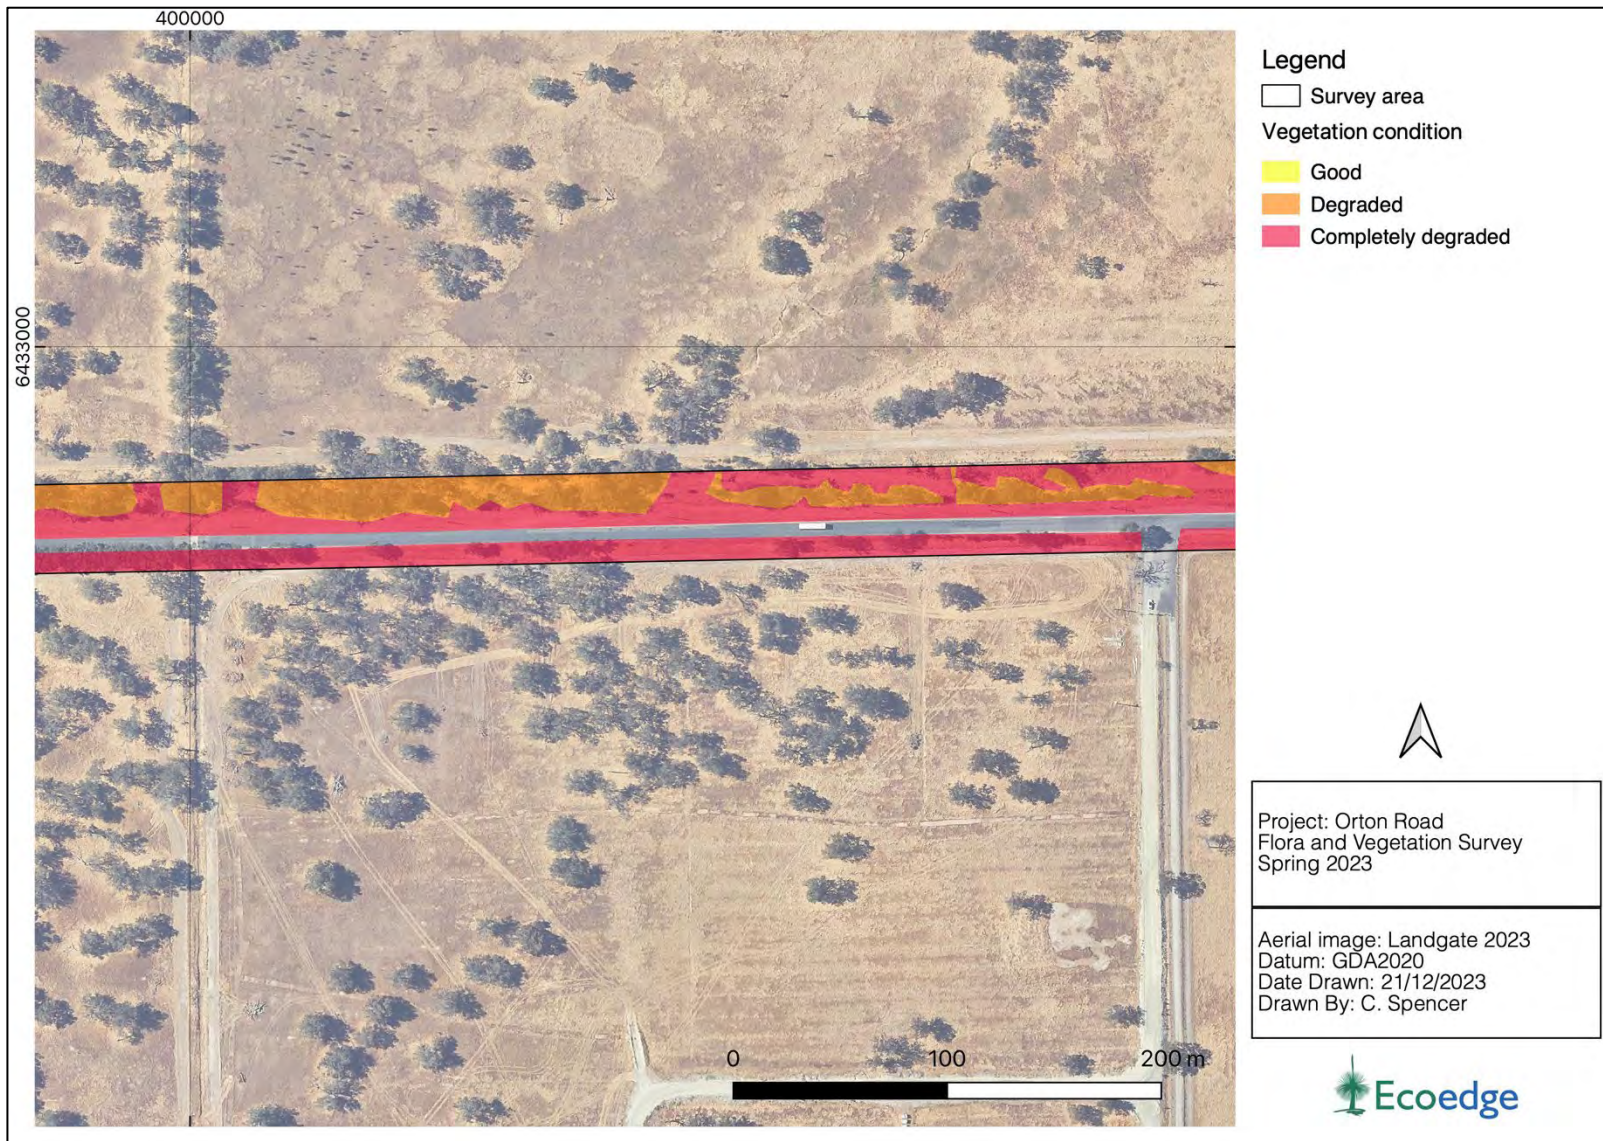 400000
6433000
Legend
Survey area
Vegetation condition
Good
Degraded
Completely degraded
Project: Orton Road
Flora and Vegetation Survey
Spring 2023
Aerial image: Landgate 2023
Datum: GDA2020
Date Drawn: 21/12/2023
Drawn By: C. Spencer
0 100 200 m
Ecoedge